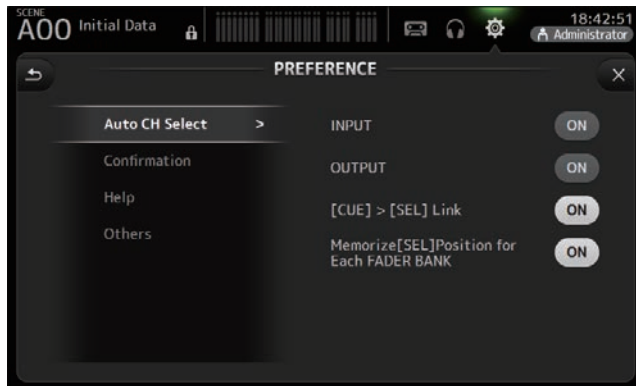 SCENE
A00 Initial Data
18:42:51
Administrator
PREFERENCE
Auto CH Select >
Confirmation
Help
Others
INPUT ON
OUTPUT ON
[CUE] > [SEL] Link ON
Memorize[SEL]Position for
Each FADER BANK ON